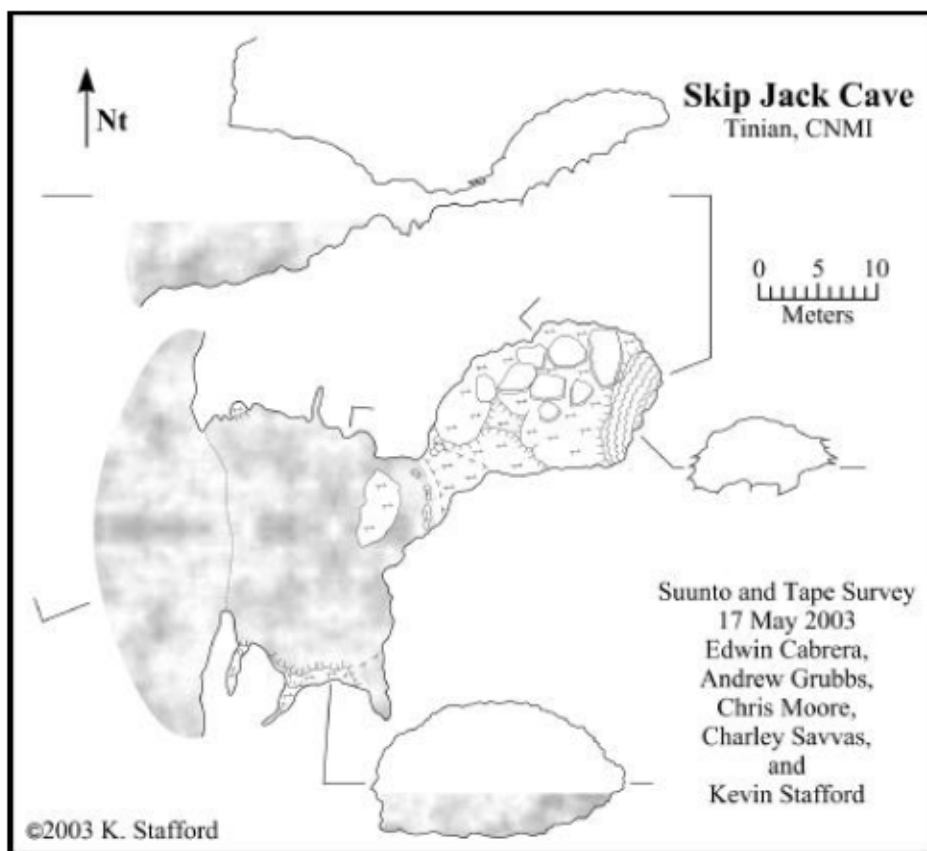 Nt
Skip Jack Cave
Tinian, CNMI
0 5 10
Meters
Suunto and Tape Survey
17 May 2003
Edwin Cabrera,
Andrew Grubbs,
Chris Moore,
Charley Savvas,
and
Kevin Stafford
©2003 K. Stafford